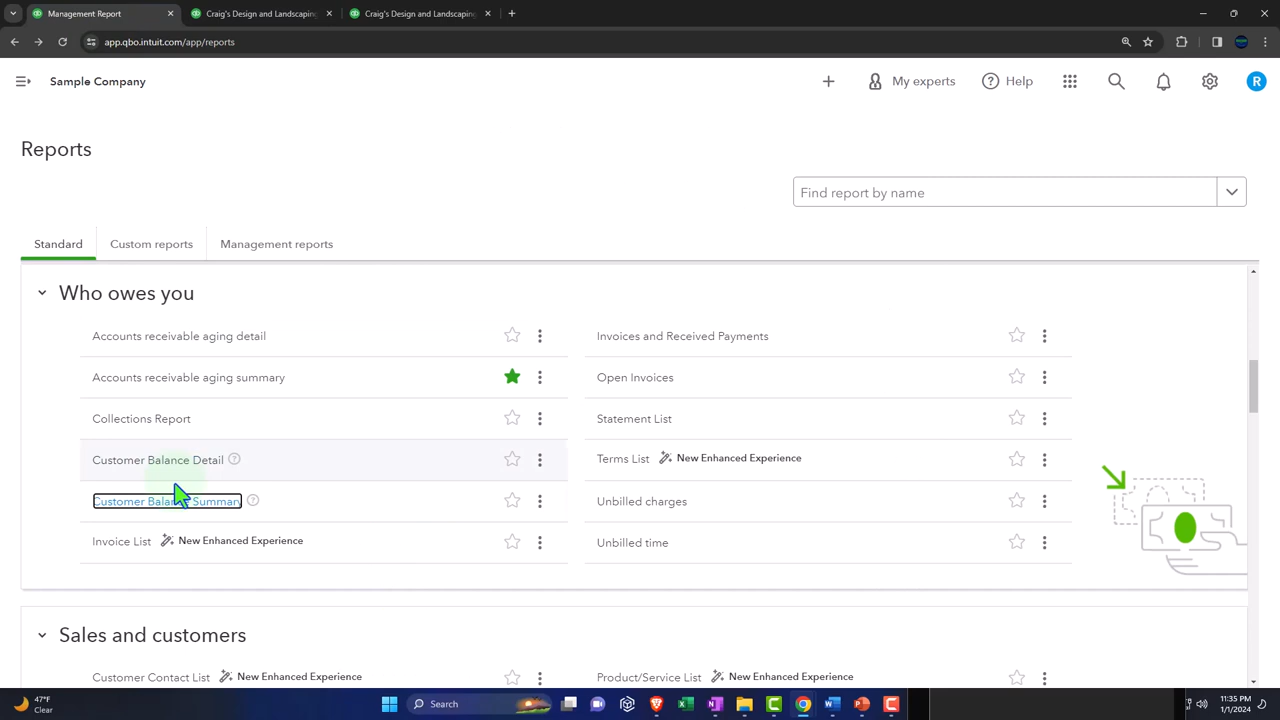 Management Report
Craig's Design and Landscaping
Craig's Design and Landscaping
app.qbo.intuit.com/app/reports
Sample Company
My experts
Help
R
Reports
Find report by name
Standard
Custom reports
Management reports
Who owes you
Accounts receivable aging detail
Invoices and Received Payments
Accounts receivable aging summary
Open Invoices
Collections Report
Statement List
Customer Balance Detail
Terms List New Enhanced Experience
Customer Balance Summary
Unbilled charges
Invoice List New Enhanced Experience
Unbilled time
Sales and customers
Customer Contact List New Enhanced Experience
Product/Service List New Enhanced Experience
47°F
Clear
Search
11:35 PM
1/1/2024